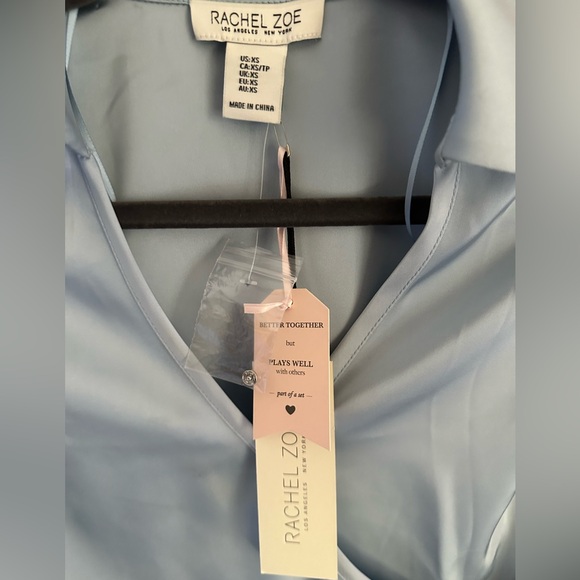 RACHEL ZOE
LOS ANGELES NEW YORK
US:XS
CA:XS/TP
UK:XS
EU:XS
AU:XS
MADE IN CHINA
BETTER TOGETHER
but
PLAYS WELL
with others
— part of a set —
RACHEL ZO
LOS ANGELES NEW YORK